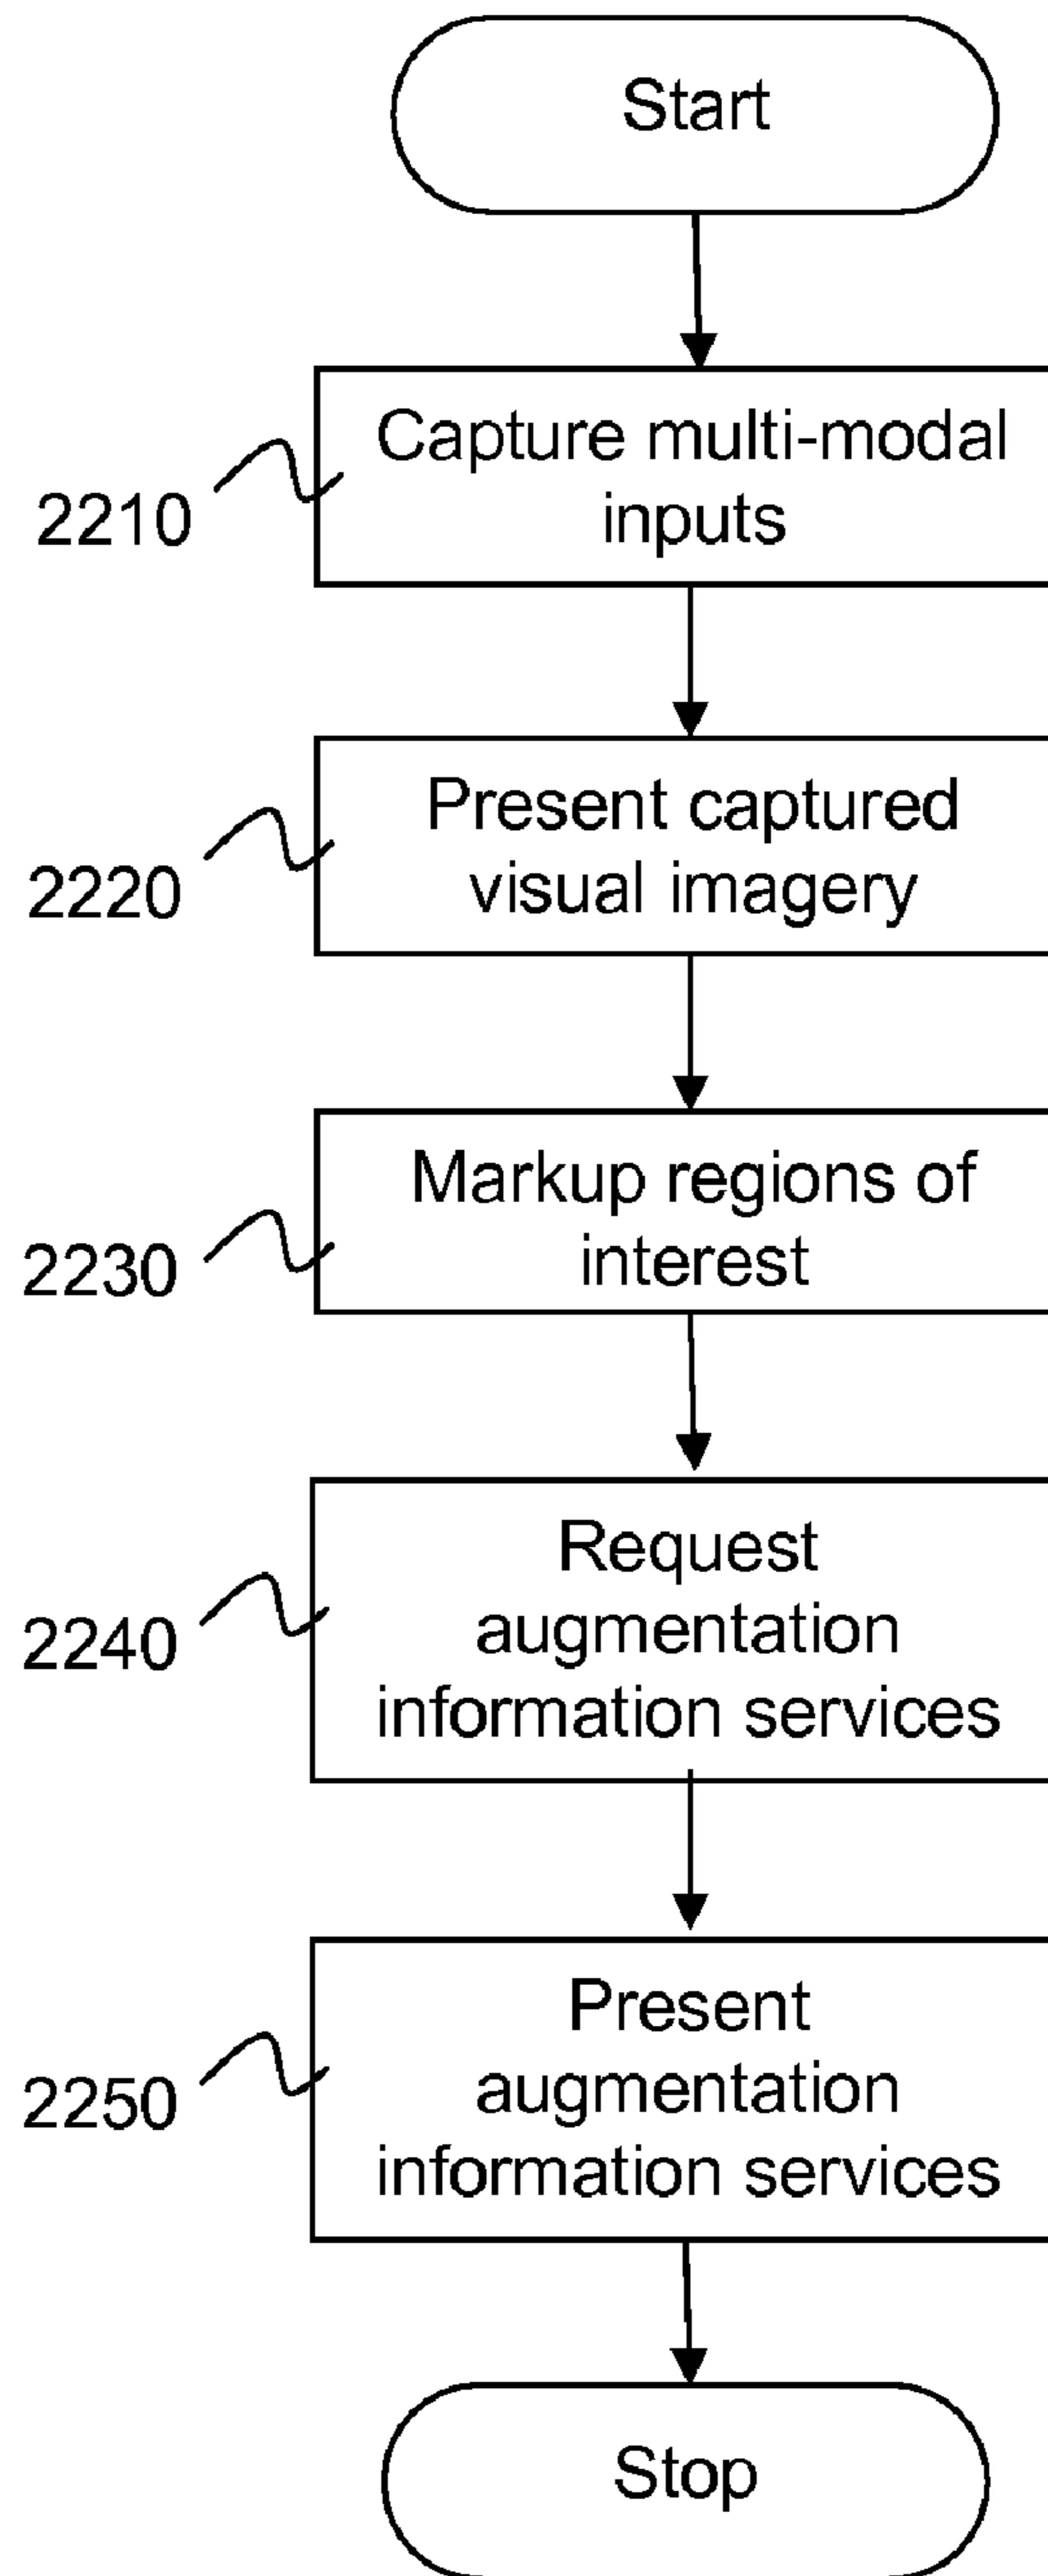 Start
Capture multi-modal
inputs
2210
Present captured
visual imagery
2220
Markup regions of
interest
2230
Request
augmentation
information services
2240
Present
augmentation
information services
2250
Stop